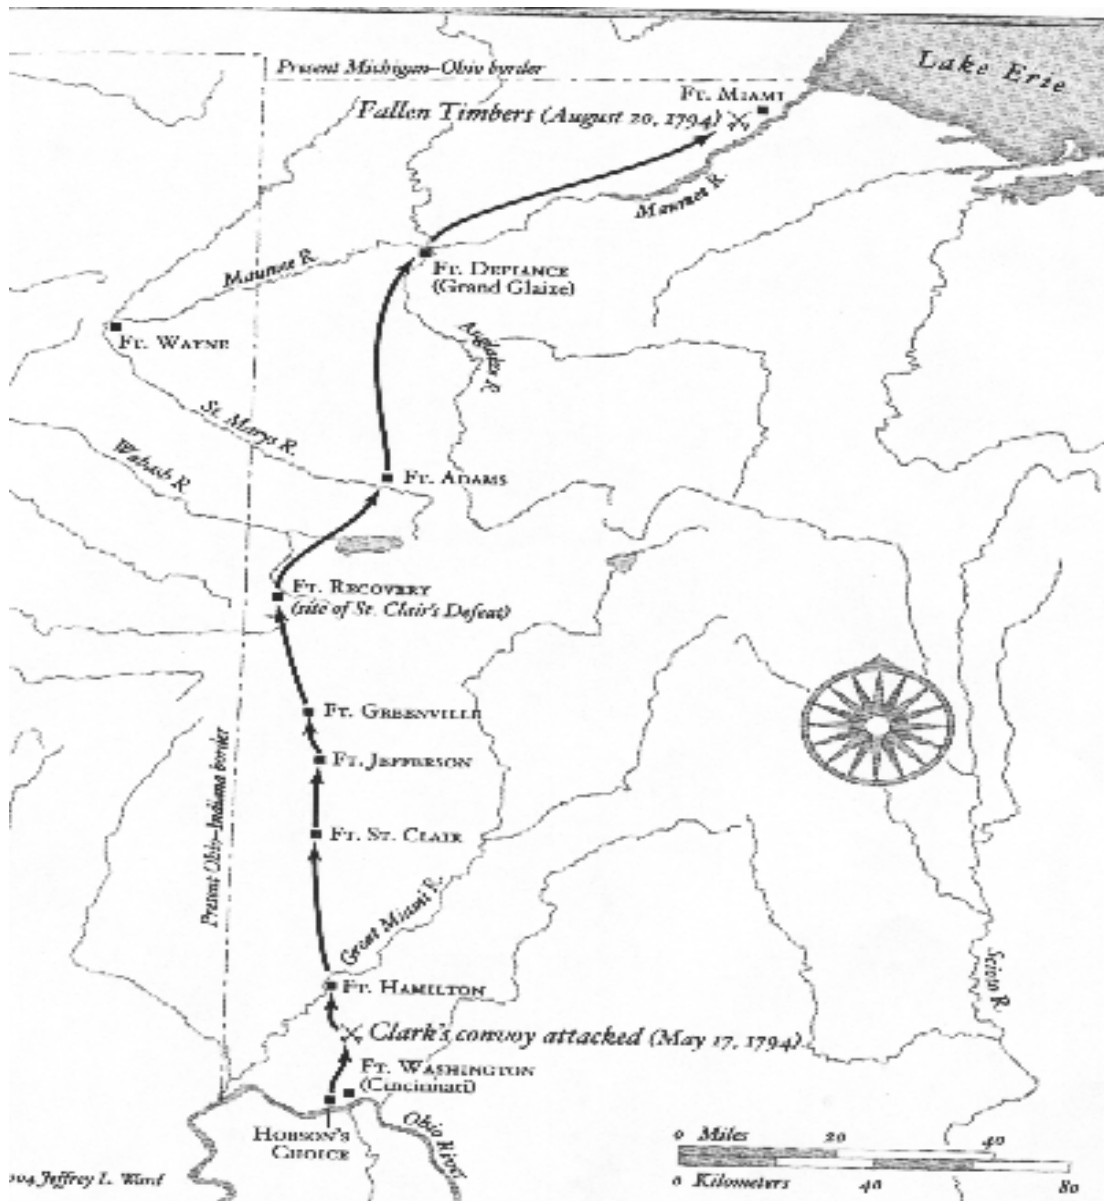 Lake Erie
Present Michigan–Ohio border
Ft. Miami
Fallen Timbers (August 20, 1794)
Maumee R.
Ft. Defiance
(Grand Glaize)
Maumee R.
Ft. Wayne
Auglaize R.
St. Marys R.
Wabash R.
Ft. Adams
Ft. Recovery
(site of St. Clair's Defeat)
Ft. Greenville
Ft. Jefferson
Present Ohio–Indiana border
Ft. St. Clair
Great Miami R.
Ft. Hamilton
Scioto R.
Clark's convoy attacked (May 17, 1794)
Ft. Washington
(Cincinnati)
Hobson's
Choice
Ohio River
0 Miles 20 40
0 Kilometers 40 80
004 Jeffrey L. Ward